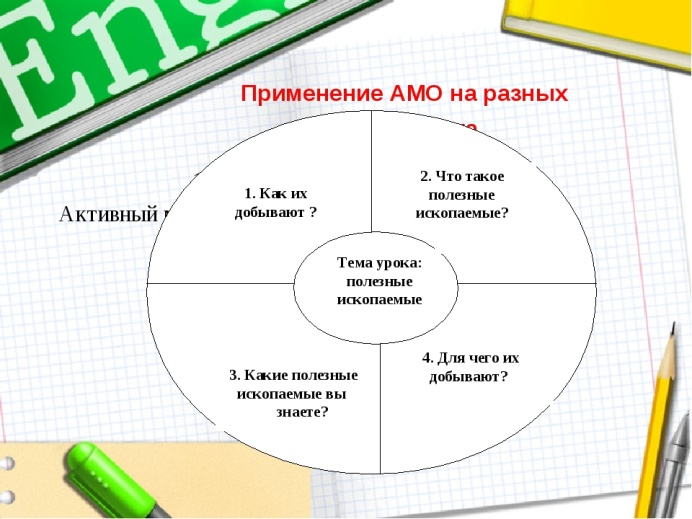 Eng
Применение АМО на разных
Активный
1. Как их
добывают ?
2. Что такое
полезные
ископаемые?
Тема урока:
полезные
ископаемые
3. Какие полезные
ископаемые вы
знаете?
4. Для чего их
добывают?